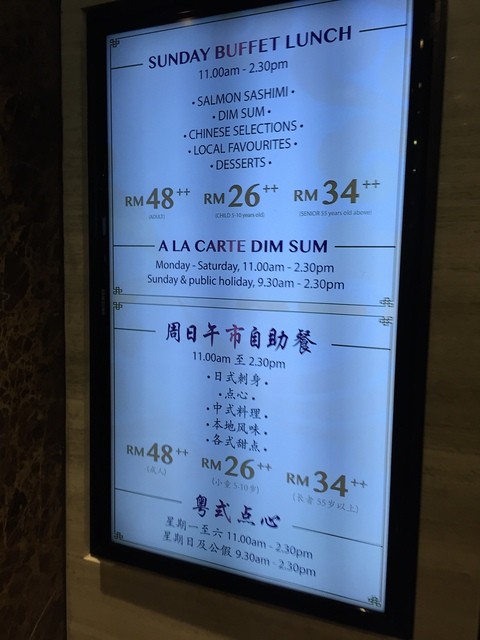 SUNDAY BUFFET LUNCH
11.00am - 2.30pm
• SALMON SASHIMI •
• DIM SUM •
• CHINESE SELECTIONS •
• LOCAL FAVOURITES •
• DESSERTS •
RM 48++ RM 26++ RM 34++
(ADULT) (CHILD 5-10 years old) (SENIOR 55 years old above)
A LA CARTE DIM SUM
Monday - Saturday, 11.00am - 2.30pm
Sunday & public holiday, 9.30am - 2.30pm
周日午市自助餐
11.00am 至 2.30pm
• 日式刺身 •
• 点心 •
• 中式料理 •
• 本地风味 •
• 各式甜点 •
RM 48++ RM 26++ RM 34++
(成人) (小童 5-10岁) (长者 55岁以上)
粤式点心
星期一至六 11.00am - 2.30pm
星期日及公假 9.30am - 2.30pm